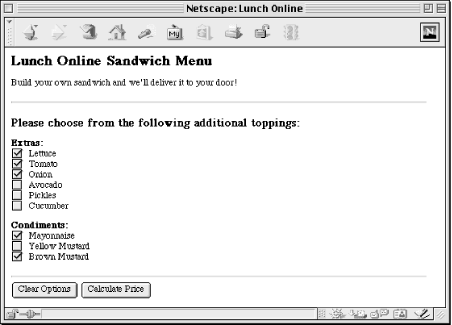 Netscape: Lunch Online
My
N
Lunch Online Sandwich Menu
Build your own sandwich and we'll deliver it to your door!
Please choose from the following additional toppings:
Extras:
Lettuce
Tomato
Onion
Avocado
Pickles
Cucumber
Condiments:
Mayonnaise
Yellow Mustard
Brown Mustard
Clear Options Calculate Price